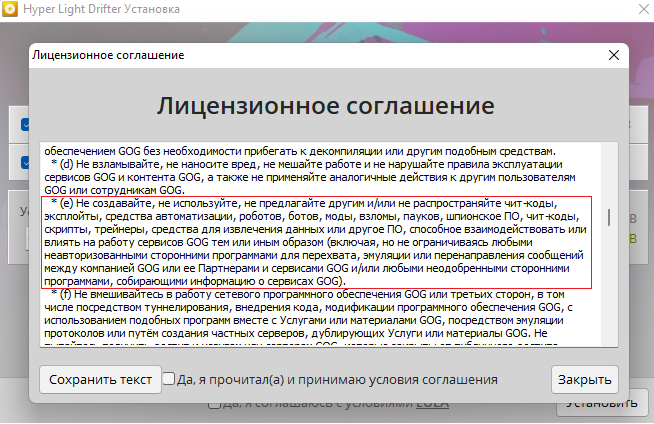 Hyper Light Drifter Установка
Лицензионное соглашение
Лицензионное соглашение
обеспечением GOG без необходимости прибегать к декомпиляции или другим подобным средствам.
* (d) Не взламывайте, не наносите вред, не мешайте работе и не нарушайте правила эксплуатации
сервисов GOG и контента GOG, а также не применяйте аналогичные действия к другим пользователям
GOG или сотрудникам GOG.
* (e) Не создавайте, не используйте, не предлагайте другим и/или не распространяйте чит-коды,
эксплойты, средства автоматизации, роботов, ботов, моды, взломы, пауков, шпионское ПО, чит-коды,
скрипты, трейнеры, средства для извлечения данных или другое ПО, способное взаимодействовать или
влиять на работу сервисов GOG тем или иным образом (включая, но не ограничиваясь любыми
неавторизованными сторонними программами для перехвата, эмуляции или перенаправления сообщений
между компанией GOG или ее Партнерами и сервисами GOG и/или любыми неодобренными сторонними
программами, собирающими информацию о сервисах GOG).
* (f) Не вмешивайтесь в работу сетевого программного обеспечения GOG или третьих сторон, в том
числе посредством туннелирования, внедрения кода, модификации программного обеспечения GOG, с
использованием подобных программ вместе с Услугами или материалами GOG, посредством эмуляции
протоколов или путём создания частных серверов, дублирующих Услуги или материалы GOG. Не
Сохранить текст
Да, я прочитал(а) и принимаю условия соглашения
Закрыть
Да, я соглашаюсь с условиями EULA
Установить